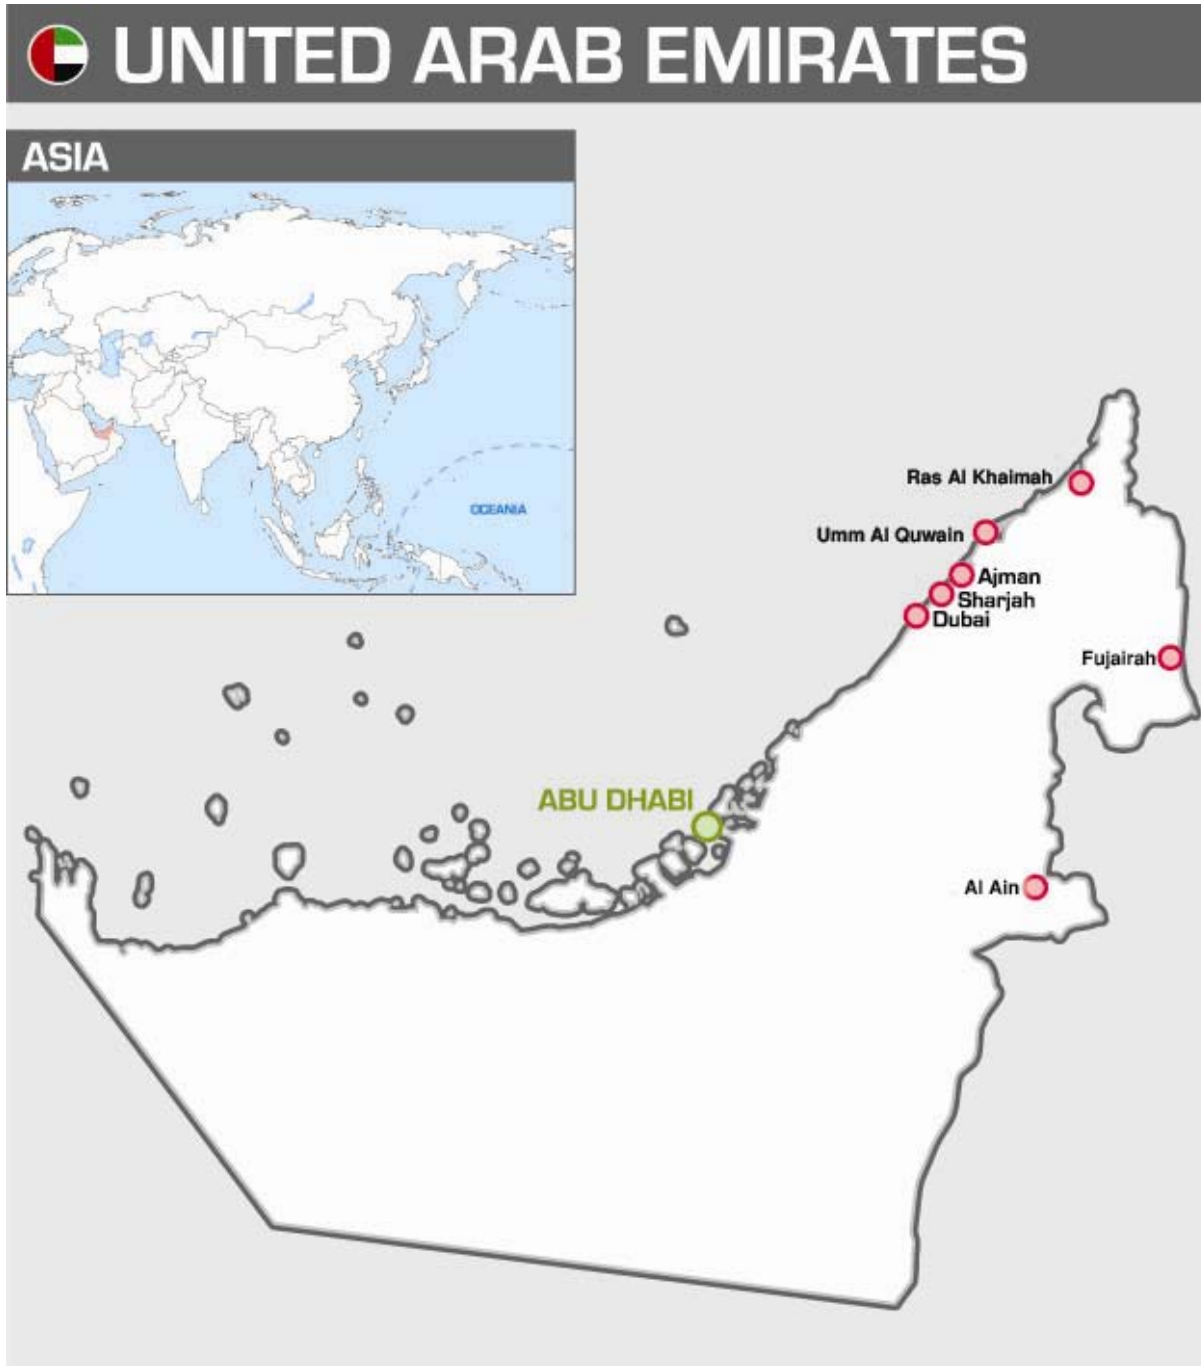 UNITED ARAB EMIRATES
ASIA
OCEANIA
Ras Al Khaimah
Umm Al Quwain
Ajman
Sharjah
Dubai
Fujairah
ABU DHABI
Al Ain